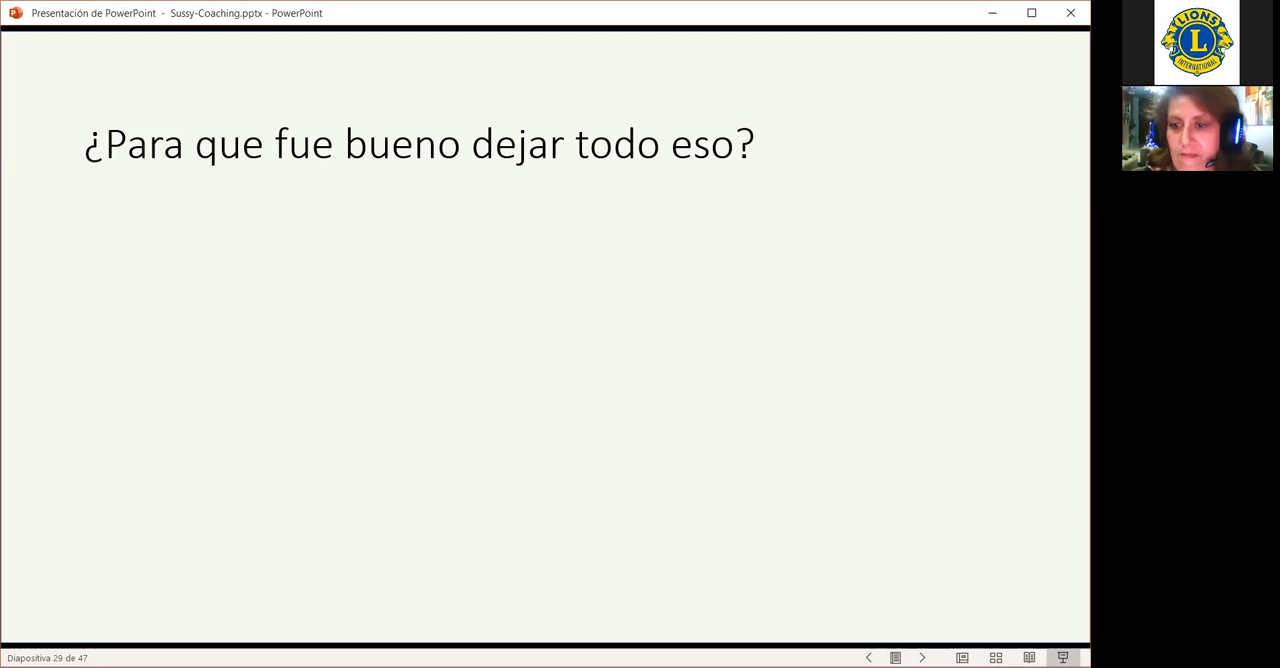 Presentación de PowerPoint - Sussy-Coaching.pptx - PowerPoint
LIONS
L
INTERNATIONAL
¿Para que fue bueno dejar todo eso?
Diapositiva 29 de 47